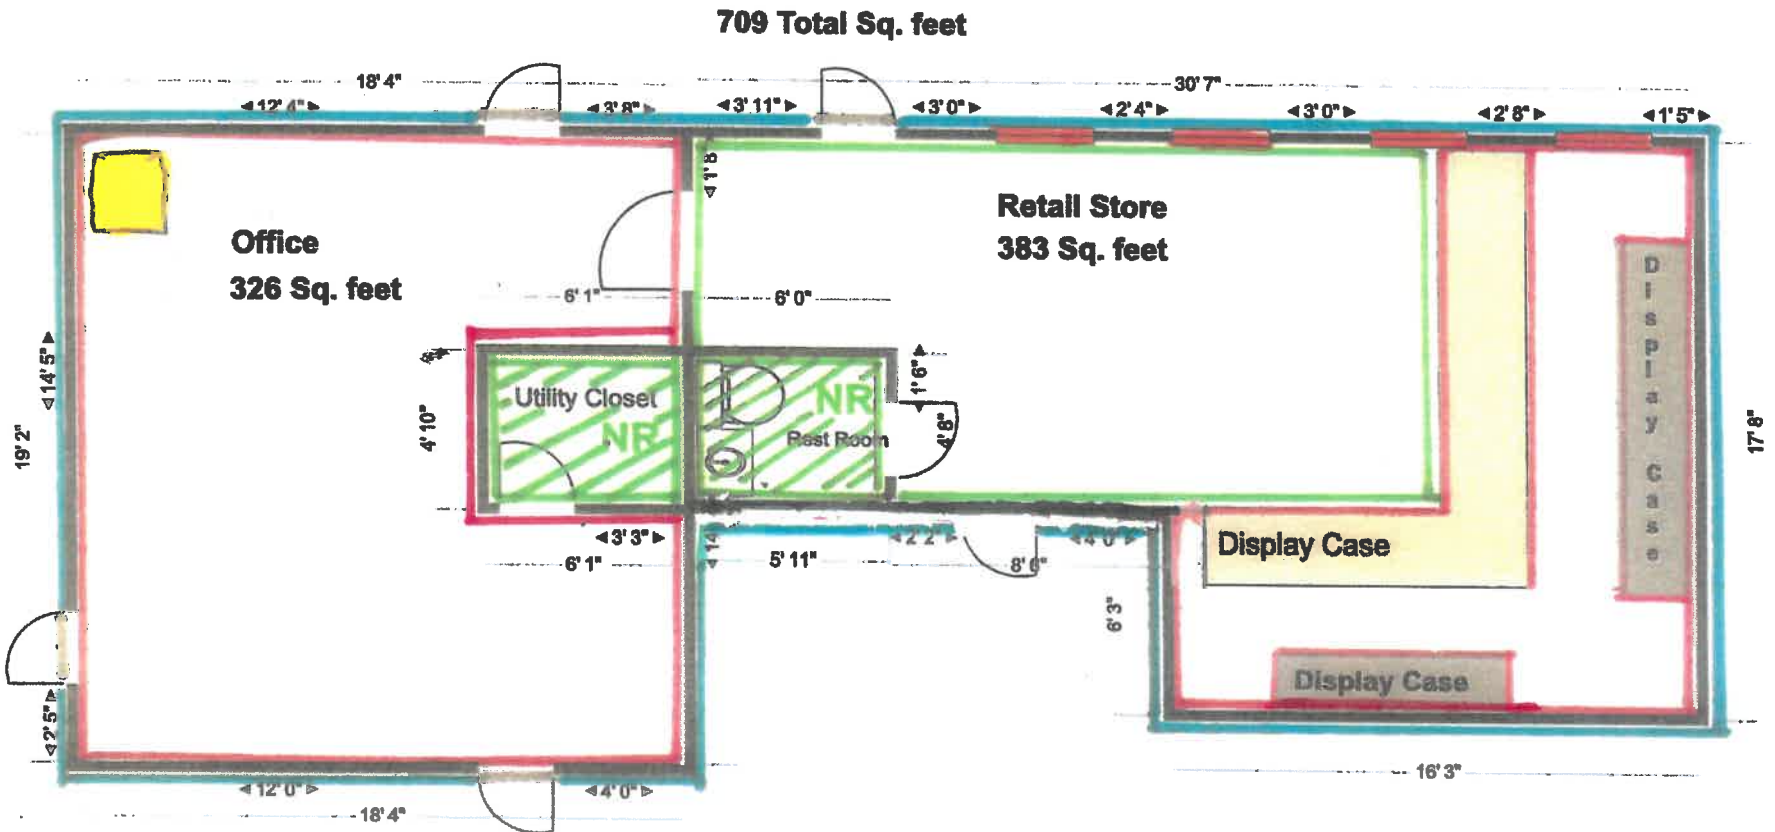 709 Total Sq. feet
18'4"
30'7"
12'4"
3'8"
3'11"
3'0"
2'4"
3'0"
2'8"
1'5"
1'8
Retail Store
383 Sq. feet
Office
326 Sq. feet
6'1"
6'0"
Display Case
14'5"
1'6"
Utility Closet
NR
NR
Rest Room
4'10"
4'8"
19'2"
17'8"
3'3"
6'1"
14
5'11"
2'2"
4'0"
Display Case
6'3"
Display Case
2'5"
12'0"
4'0"
18'4"
16'3"